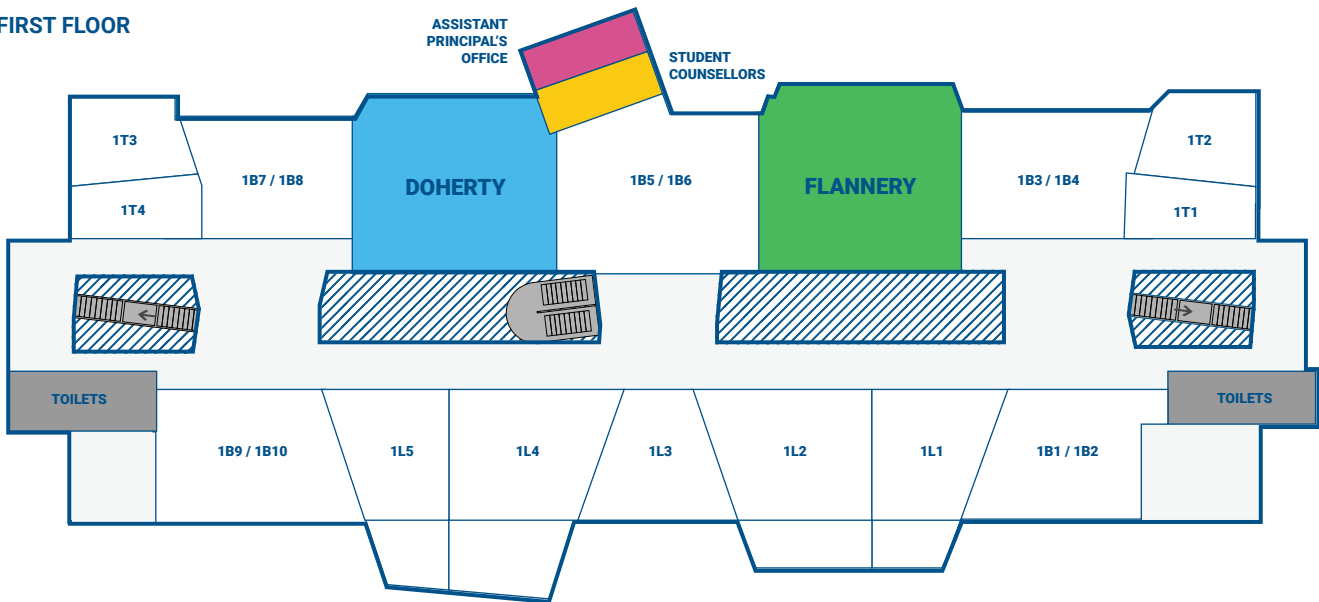 FIRST FLOOR
ASSISTANT
PRINCIPAL'S
OFFICE
STUDENT
COUNSELLORS
1T3
1T4
1B7 / 1B8
DOHERTY
1B5 / 1B6
FLANNERY
1B3 / 1B4
1T2
1T1
TOILETS
TOILETS
1B9 / 1B10
1L5
1L4
1L3
1L2
1L1
1B1 / 1B2